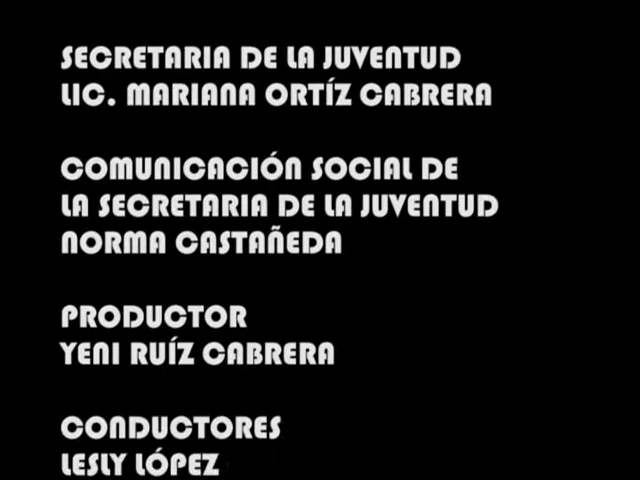 SECRETARIA DE LA JUVENTUD
LIC. MARIANA ORTÍZ CABRERA
COMUNICACIÓN SOCIAL DE
LA SECRETARIA DE LA JUVENTUD
NORMA CASTAÑEDA
PRODUCTOR
YENI RUÍZ CABRERA
CONDUCTORES
LESLY LÓPEZ